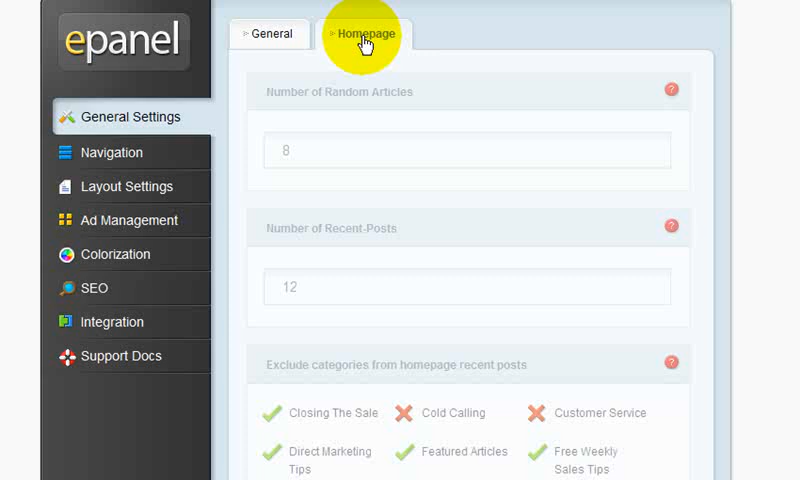 epanel
General Settings
Navigation
Layout Settings
Ad Management
Colorization
SEO
Integration
Support Docs
General
Homepage
Number of Random Articles
?
8
Number of Recent-Posts
?
12
Exclude categories from homepage recent posts
?
Closing The Sale
Cold Calling
Customer Service
Direct Marketing
Tips
Featured Articles
Free Weekly
Sales Tips